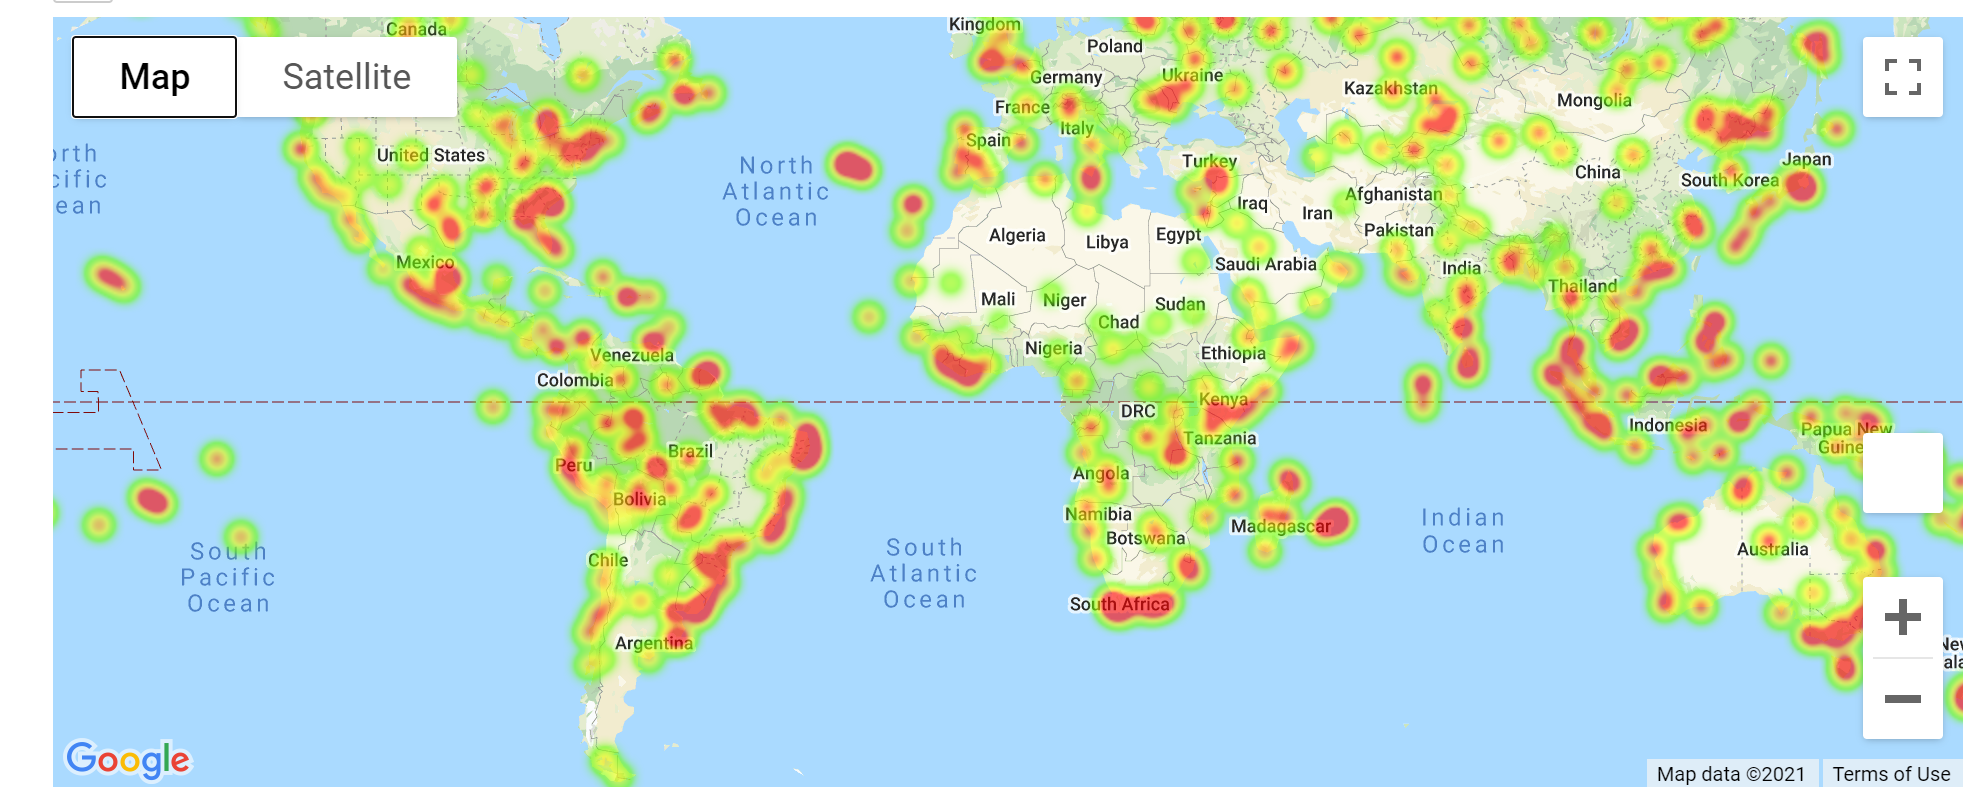 Kingdom
Canada
Poland
Map
Satellite
Germany
Ukraine
Kazakhstan
Mongolia
France
Italy
Spain
United States
orth
cific
ean
North
Atlantic
Ocean
Turkey
Japan
China
South Korea
Afghanistan
Iraq
Iran
Pakistan
Algeria
Libya
Egypt
Mexico
Saudi Arabia
India
Thailand
Mali
Niger
Sudan
Chad
Nigeria
Ethiopia
Venezuela
Colombia
Kenya
DRC
Tanzania
Indonesia
Papua New
Guine
Brazil
Peru
Angola
Bolivia
Namibia
Madagascar
Botswana
Indian
Ocean
Australia
South
Pacific
Ocean
Chile
South
Atlantic
Ocean
South Africa
Argentina
New
ala
Google
Map data ©2021
Terms of Use